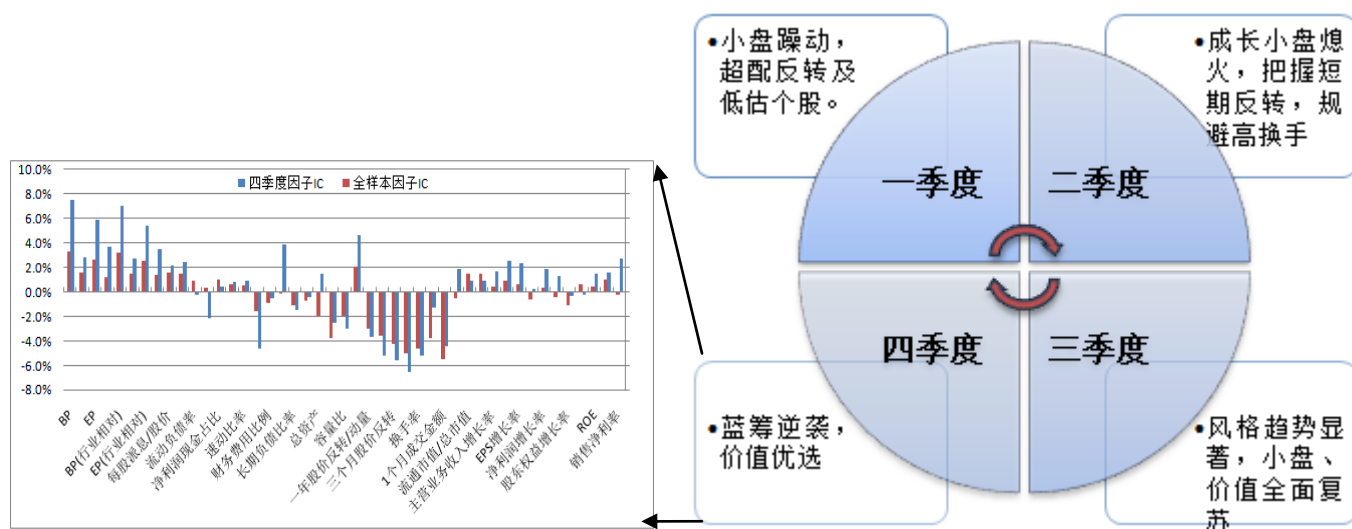 10.0%
8.0%
6.0%
4.0%
2.0%
0.0%
-2.0%
-4.0%
-6.0%
-8.0%
四季度因子IC
全样本因子IC
BP
EP
BP(行业相对)
EP(行业相对)
每股派息/股价
流动负债率
净利润现金占比
速动比率
财务费用比例
长期负债比率
总资产
容量比
一年股价反转/动量
三个月股价反转
换手率
1个月成交金额
流通市值/总市值
主营业务收入增长率
EPS增长率
净利润增长率
股东权益增长率
ROE
销售净利率
•小盘躁动，
超配反转及
低估个股。
•成长小盘熄
火，把握短
期反转，规
避高换手
一季度
二季度
四季度
三季度
•蓝筹逆袭，
价值优选
•风格趋势显
著，小盘、
价值全面复
苏